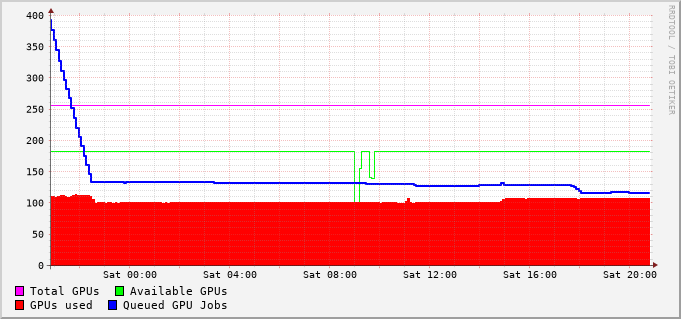 RRDTOOL / TOBI OETIKER
400
350
300
250
200
150
100
50
0
Sat 00:00 Sat 04:00 Sat 08:00 Sat 12:00 Sat 16:00 Sat 20:00
Total GPUs Available GPUs
GPUs used Queued GPU Jobs